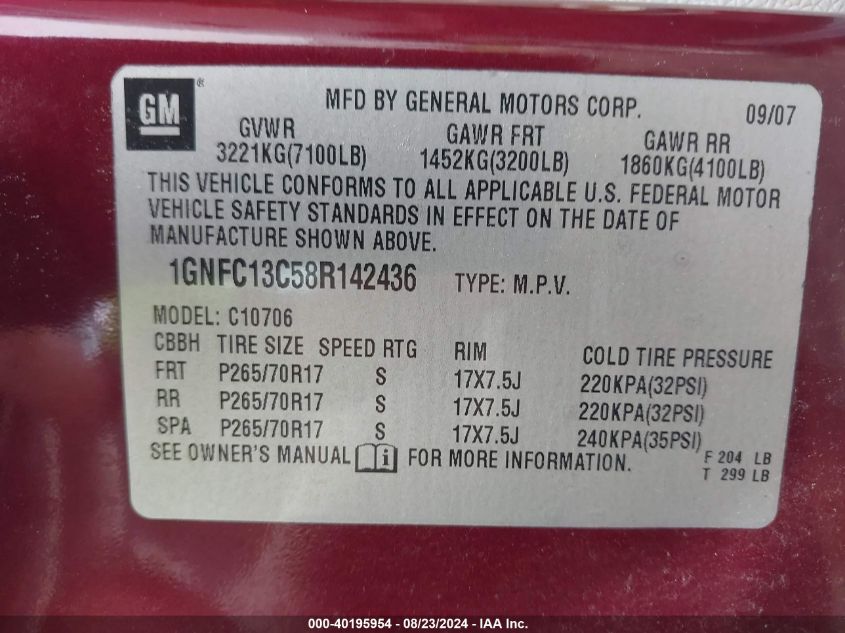 GM ®
MFD BY GENERAL MOTORS CORP. 09/07
GVWR GAWR FRT GAWR RR
3221KG(7100LB) 1452KG(3200LB) 1860KG(4100LB)
THIS VEHICLE CONFORMS TO ALL APPLICABLE U.S. FEDERAL MOTOR
VEHICLE SAFETY STANDARDS IN EFFECT ON THE DATE OF
MANUFACTURE SHOWN ABOVE.
1GNFC13C58R142436 TYPE: M.P.V.
MODEL: C10706
CBBH TIRE SIZE SPEED RTG RIM COLD TIRE PRESSURE
FRT P265/70R17 S 17X7.5J 220KPA(32PSI)
RR P265/70R17 S 17X7.5J 220KPA(32PSI)
SPA P265/70R17 S 17X7.5J 240KPA(35PSI)
SEE OWNER'S MANUAL i FOR MORE INFORMATION.
F 204 LB
T 299 LB
000-40195954 - 08/23/2024 - IAA Inc.